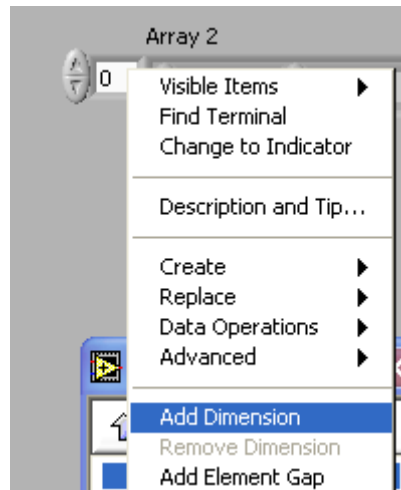 Array 2
0
Visible Items
Find Terminal
Change to Indicator
Description and Tip...
Create
Replace
Data Operations
Advanced
Add Dimension
Remove Dimension
Add Element Gap